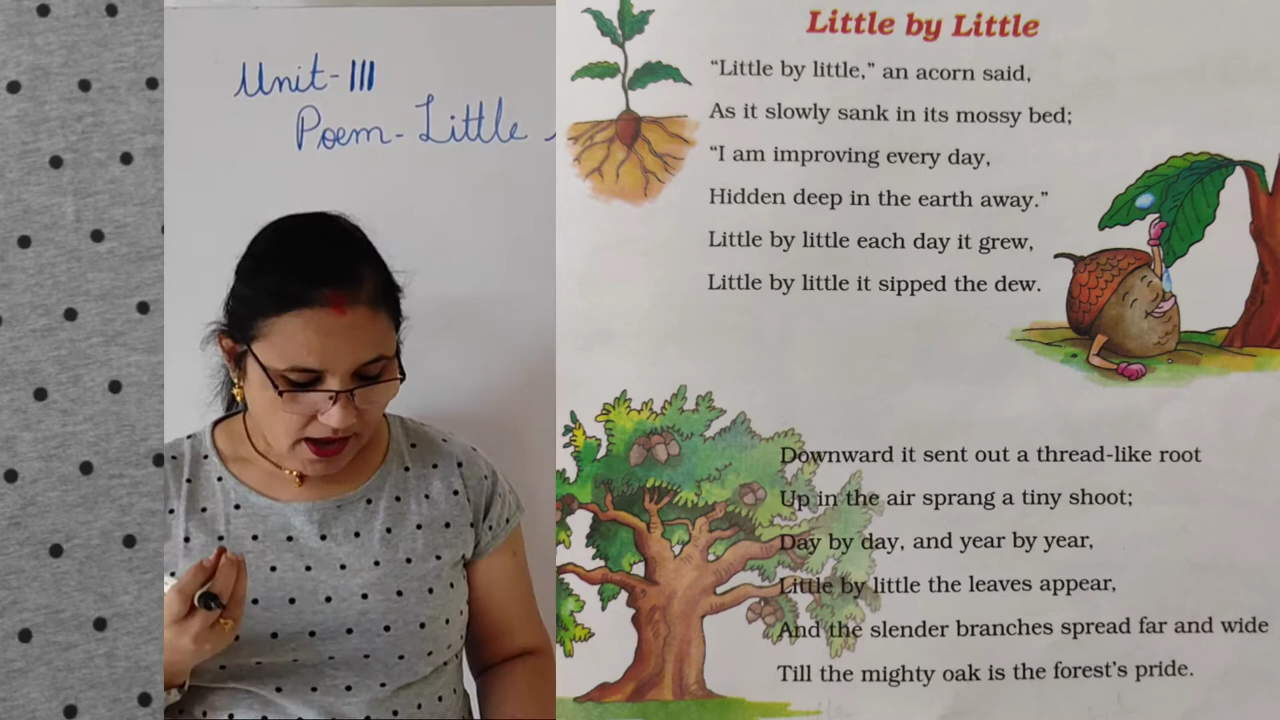 Unit-III
Poem-Little
Little by Little
“Little by little,” an acorn said,
As it slowly sank in its mossy bed;
“I am improving every day,
Hidden deep in the earth away.”
Little by little each day it grew,
Little by little it sipped the dew.
Downward it sent out a thread-like root
Up in the air sprang a tiny shoot;
Day by day, and year by year,
Little by little the leaves appear,
And the slender branches spread far and wide
Till the mighty oak is the forest’s pride.